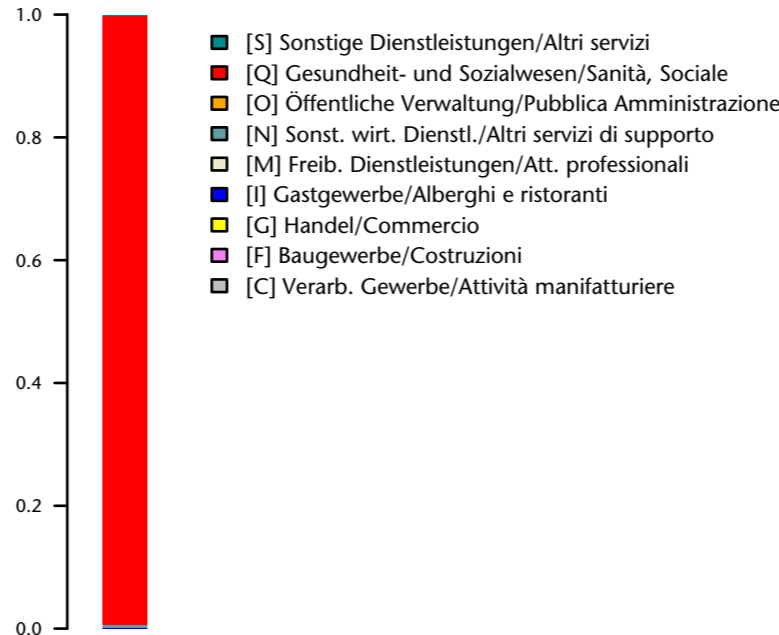 1.0
0.8
0.6
0.4
0.2
0.0
[S] Sonstige Dienstleistungen/Altri servizi
[Q] Gesundheit- und Sozialwesen/Sanità, Sociale
[O] Öffentliche Verwaltung/Pubblica Amministrazione
[N] Sonst. wirt. Dienstl./Altri servizi di supporto
[M] Freib. Dienstleistungen/Att. professionali
[I] Gastgewerbe/Alberghi e ristoranti
[G] Handel/Commercio
[F] Baugewerbe/Costruzioni
[C] Verarb. Gewerbe/Attività manifatturiere